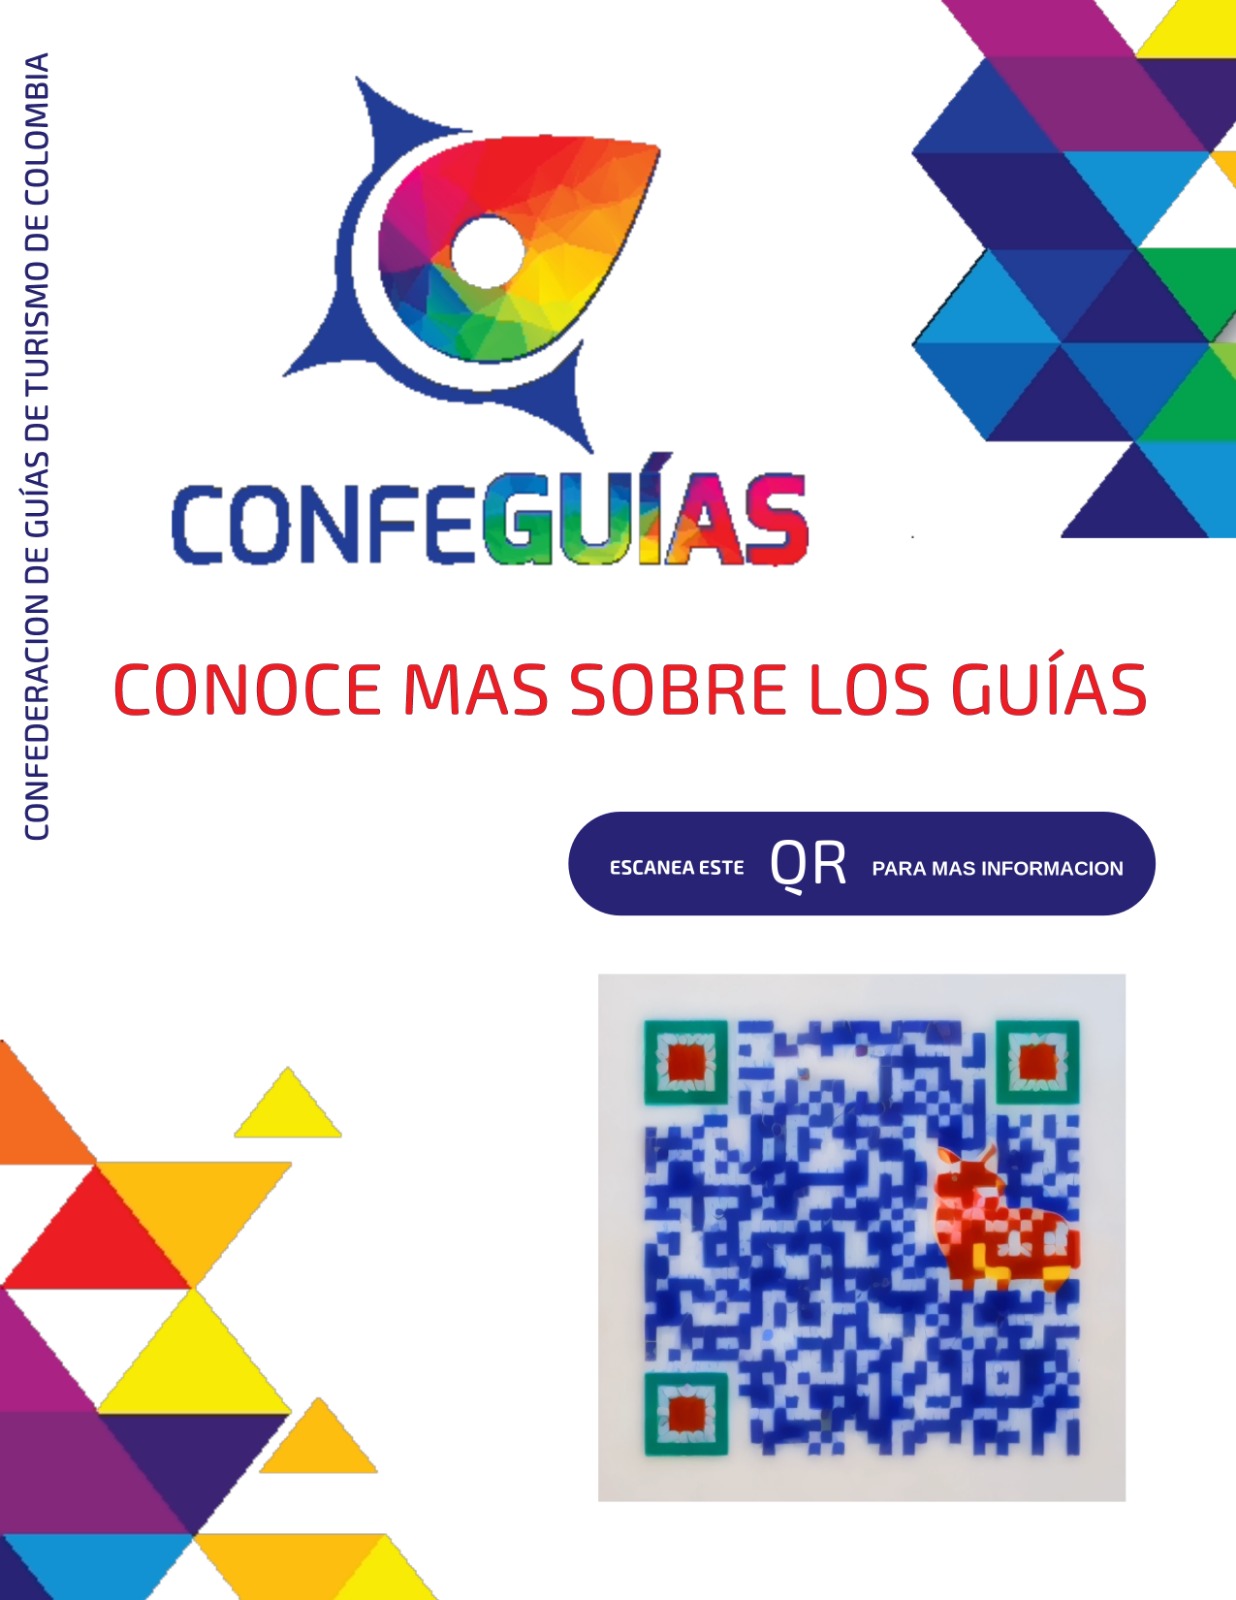 CONFEDERACION DE GUÍAS DE TURISMO DE COLOMBIA
CONFEGUÍAS
CONOCE MAS SOBRE LOS GUÍAS
ESCANEA ESTE QR PARA MAS INFORMACION